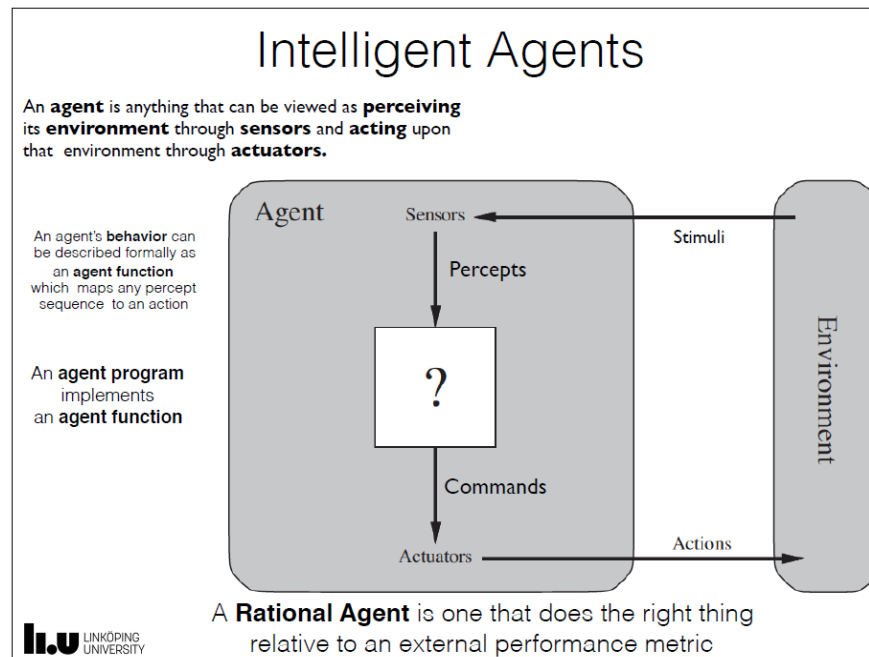 Intelligent Agents
An agent is anything that can be viewed as perceiving
its environment through sensors and acting upon
that environment through actuators.
Agent
Sensors
Stimuli
An agent's behavior can
be described formally as
an agent function
which maps any percept
sequence to an action
Percepts
An agent program
implements
an agent function
?
Environment
Commands
Actuators
Actions
A Rational Agent is one that does the right thing
relative to an external performance metric
li.u LINKÖPING
UNIVERSITY